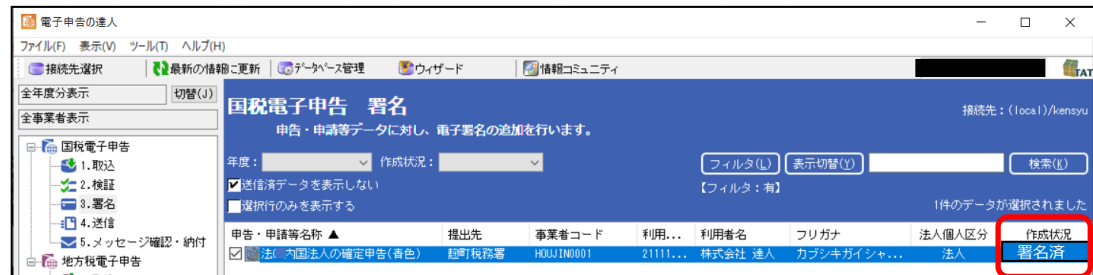 電子申告の達人
ファイル(F) 表示(V) ツール(T) ヘルプ(H)
接続先選択 最新の情報に更新 データベース管理 ウィザード 情報コミュニティ
TAT
全年度分表示 切替(J)
全事業者表示
国税電子申告
1.取込
2.検証
3.署名
4.送信
5.メッセージ確認・納付
地方税電子申告
国税電子申告 署名
接続先：(local)/kensyu
申告・申請等データに対し、電子署名の追加を行います。
年度： 作成状況： フィルタ(L) 表示切替(Y) 検索(K)
送信済データを表示しない 【フィルタ：有】
選択行のみを表示する 1件のデータが選択されました
申告・申請等名称 ▲ 提出先 事業者コード 利用... 利用者名 フリガナ 法人個人区分 作成状況
内国法人の確定申告(青色) 麹町税務署 HOUJIN0001 21111... 株式会社 達人 カブシキガイシャ... 法人 署名済